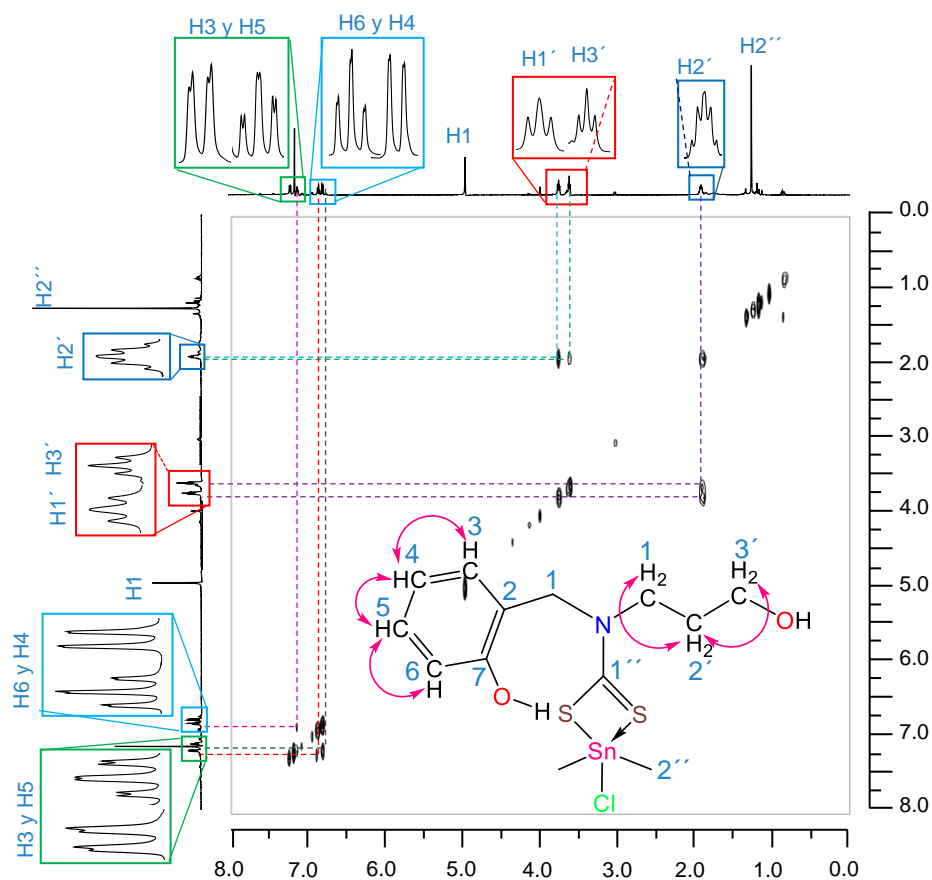 H3 y H5
H6 y H4
H1
H1´
H3´
H2´
H2´´
H2´´
H2´
H3´
H1´
H1
H6 y H4
H3 y H5
0.0
1.0
2.0
3.0
4.0
5.0
6.0
7.0
8.0
8.0 7.0 6.0 5.0 4.0 3.0 2.0 1.0 0.0
3
H
4
H C
C
5
H C
6
C
H
2
7
1
O
H
N
1´´
S
S
Sn
Cl
2´´
1
H2
C
C
H2
2´
3´
H2
C
OH